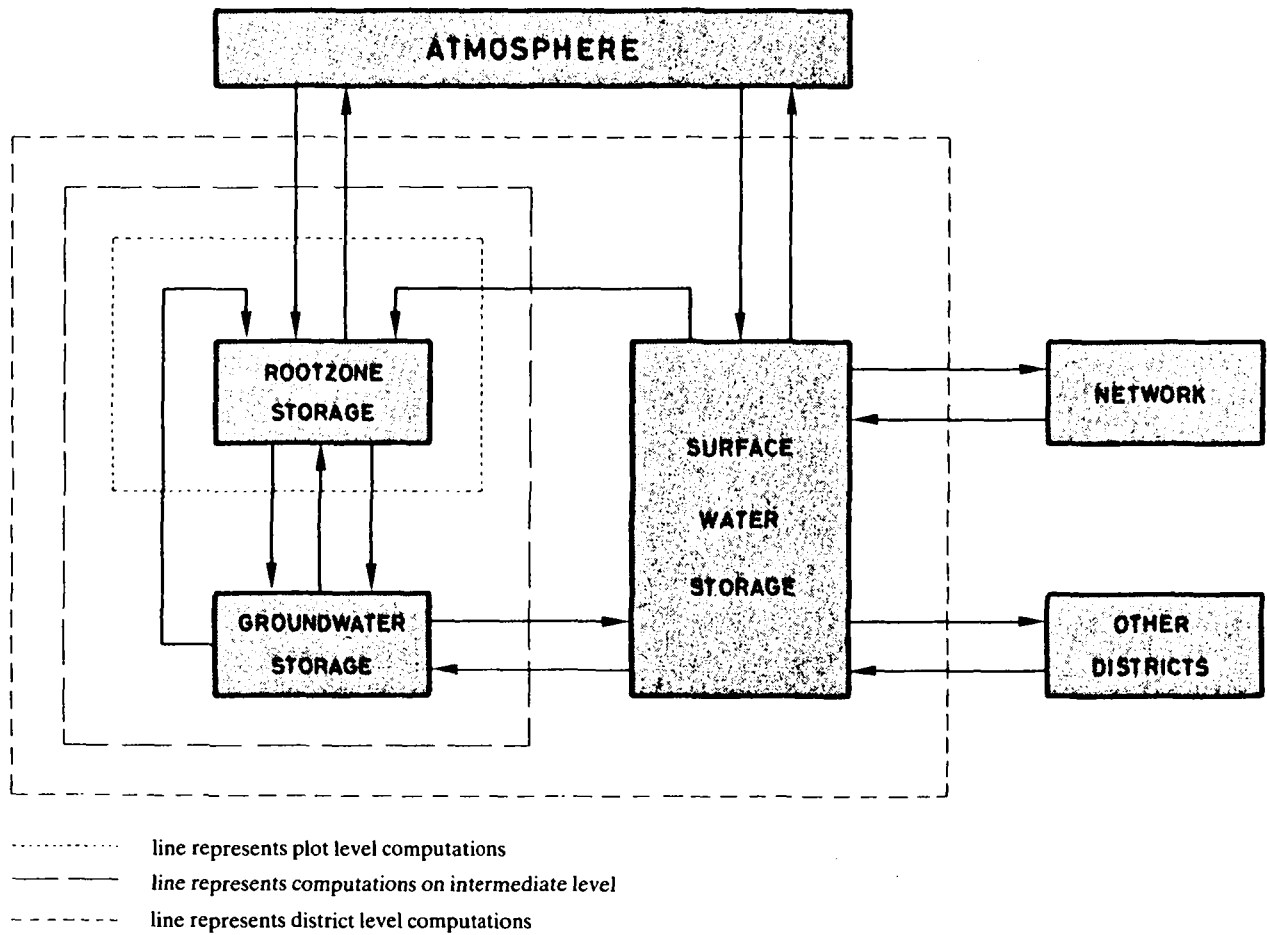 ATMOSPHERE
ROOTZONE
STORAGE
SURFACE
WATER
STORAGE
NETWORK
GROUNDWATER
STORAGE
OTHER
DISTRICTS
line represents plot level computations
line represents computations on intermediate level
line represents district level computations